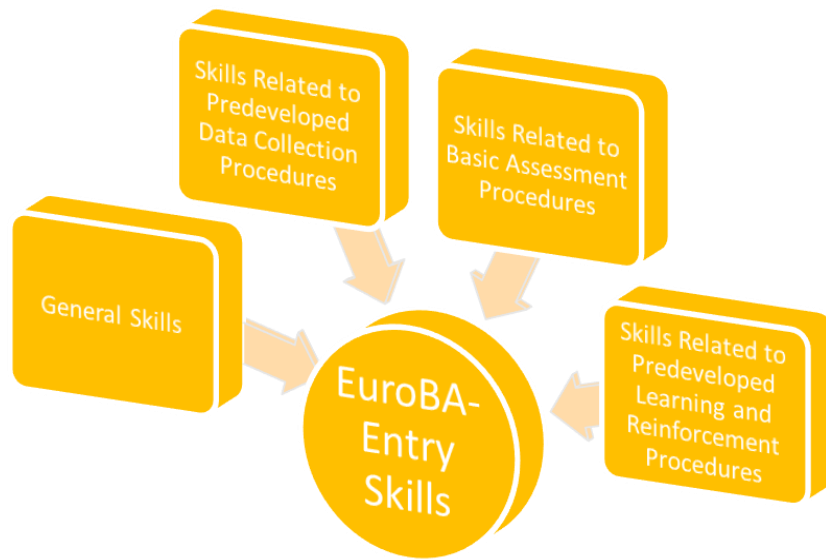 Skills Related to
Predeveloped
Data Collection
Procedures
Skills Related to
Basic Assessment
Procedures
General Skills
Skills Related to
Predeveloped
Learning and
Reinforcement
Procedures
EuroBA-
Entry
Skills